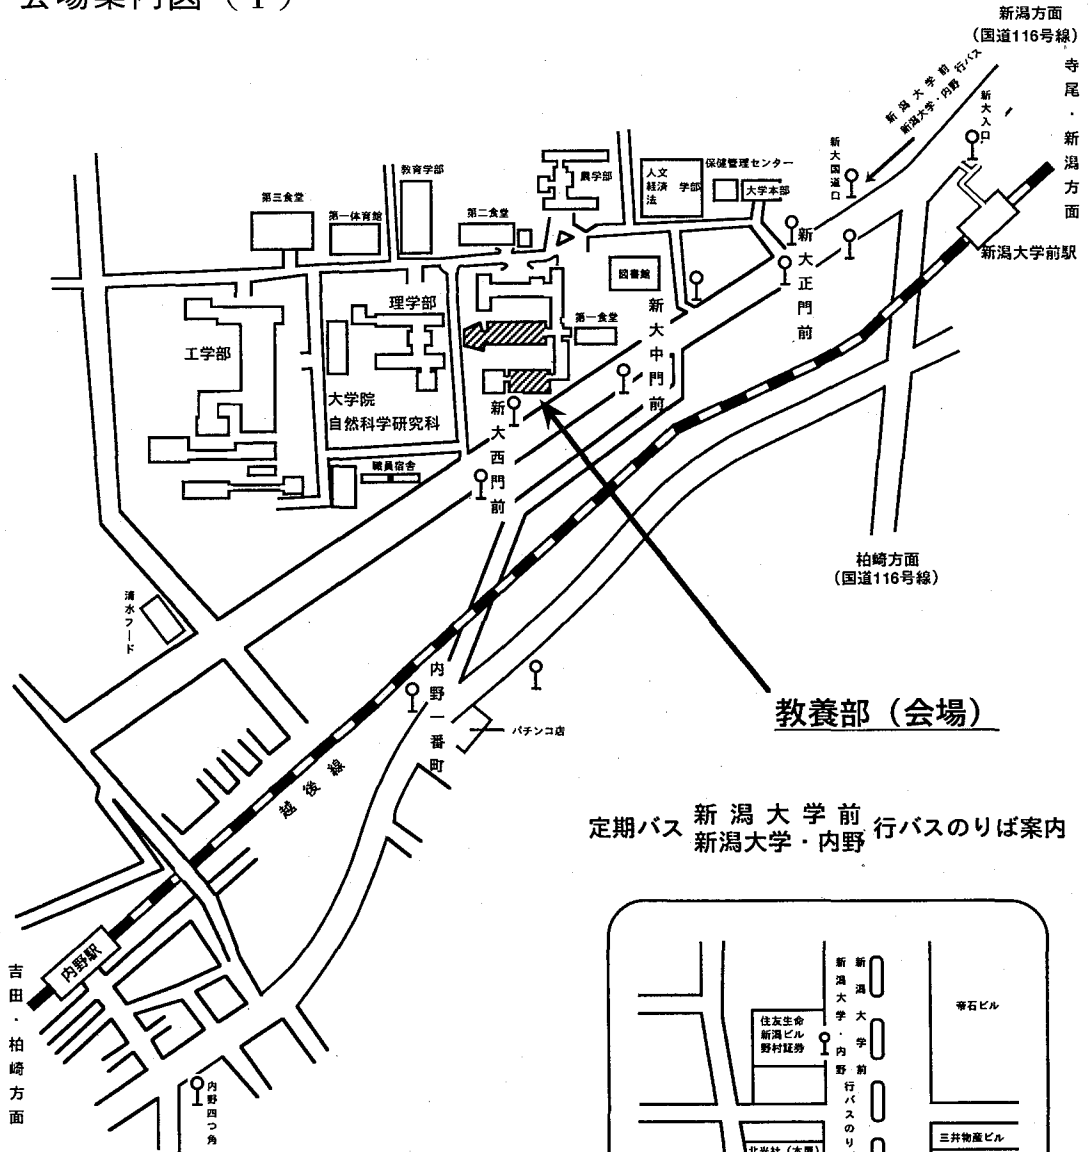 会場案内図（１）
新潟方面
（国道116号線）
寺尾・新潟方面
新潟大学前
新潟大学・内野
行バス
新大入口
新大国道口
保健管理センター
人文
経済 学部
法
大学本部
農学部
教育学部
第三食堂
第一体育館
第二食堂
新大正門前
新潟大学前駅
図書館
新大中門前
第一食堂
理学部
工学部
大学院
自然科学研究科
新大西門前
職員宿舎
柏崎方面
（国道116号線）
清水フード
内野一番町
パチンコ店
教養部（会場）
越後線
内野駅
吉田・柏崎方面
内野四つ角
定期バス 新潟大学前 行バスのりば案内
新潟大学・内野
新潟大学前
新潟大学・内野
行バスのり
住友生命
新潟ビル
野村証券
帝石ビル
三井物産ビル
北光社（本屋）